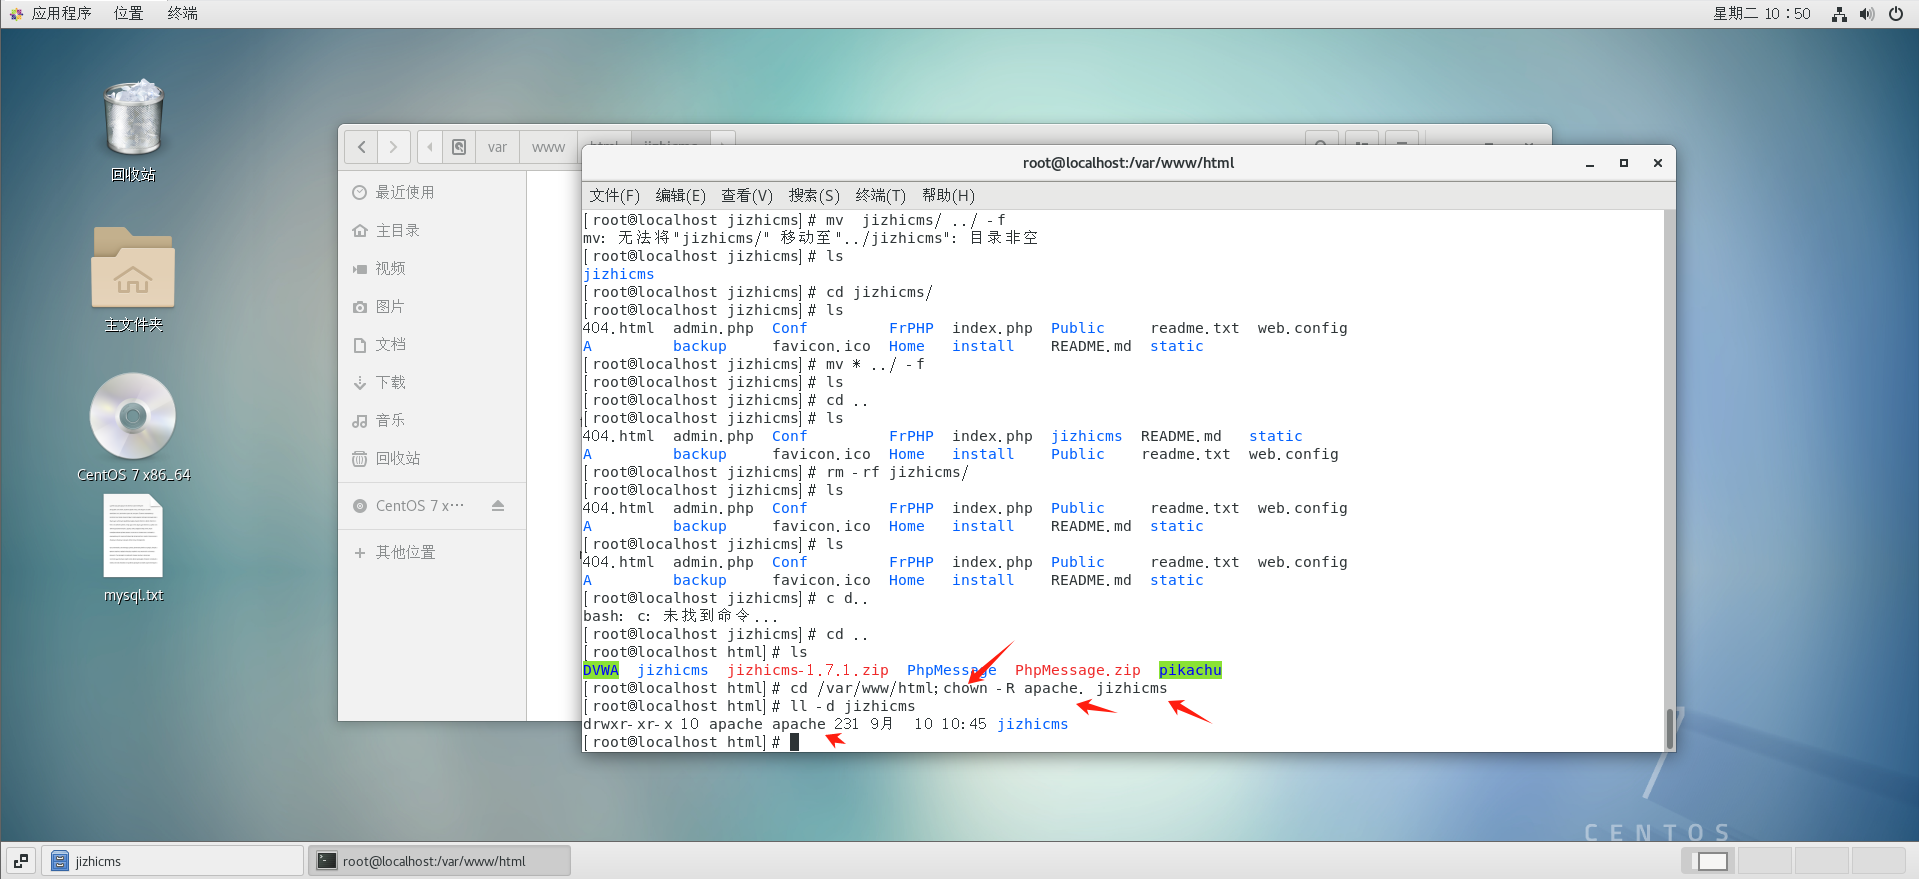 应用程序 位置 终端 星期二 10：50
回收站
主文件夹
CentOS 7 x86_64
mysql.txt
var www
最近使用
主目录
视频
图片
文档
下载
音乐
回收站
CentOS 7 x···
其他位置
root@localhost:/var/www/html
文件(F) 编辑(E) 查看(V) 搜索(S) 终端(T) 帮助(H)
[root@localhost jizhicms]# mv  jizhicms/ ../ -f
mv: 无法将"jizhicms/" 移动至"../jizhicms": 目录非空
[root@localhost jizhicms]# ls
jizhicms
[root@localhost jizhicms]# cd jizhicms/
[root@localhost jizhicms]# ls
404.html  admin.php  Conf         FrPHP  index.php  Public     readme.txt  web.config
A         backup     favicon.ico  Home   install    README.md  static
[root@localhost jizhicms]# mv * ../ -f
[root@localhost jizhicms]# ls
[root@localhost jizhicms]# cd ..
[root@localhost jizhicms]# ls
404.html  admin.php  Conf         FrPHP  index.php  jizhicms  README.md   static
A         backup     favicon.ico  Home   install    Public    readme.txt  web.config
[root@localhost jizhicms]# rm -rf jizhicms/
[root@localhost jizhicms]# ls
404.html  admin.php  Conf         FrPHP  index.php  Public     readme.txt  web.config
A         backup     favicon.ico  Home   install    README.md  static
[root@localhost jizhicms]# ls
404.html  admin.php  Conf         FrPHP  index.php  Public     readme.txt  web.config
A         backup     favicon.ico  Home   install    README.md  static
[root@localhost jizhicms]# c d..
bash: c: 未找到命令...
[root@localhost jizhicms]# cd ..
[root@localhost html]# ls
DVWA  jizhicms  jizhicms-1.7.1.zip  PhpMessage  PhpMessage.zip  pikachu
[root@localhost html]# cd /var/www/html;chown -R apache. jizhicms
[root@localhost html]# ll -d jizhicms
drwxr-xr-x 10 apache apache 231 9月  10 10:45 jizhicms
[root@localhost html]#
7
CENTOS
jizhicms
root@localhost:/var/www/html